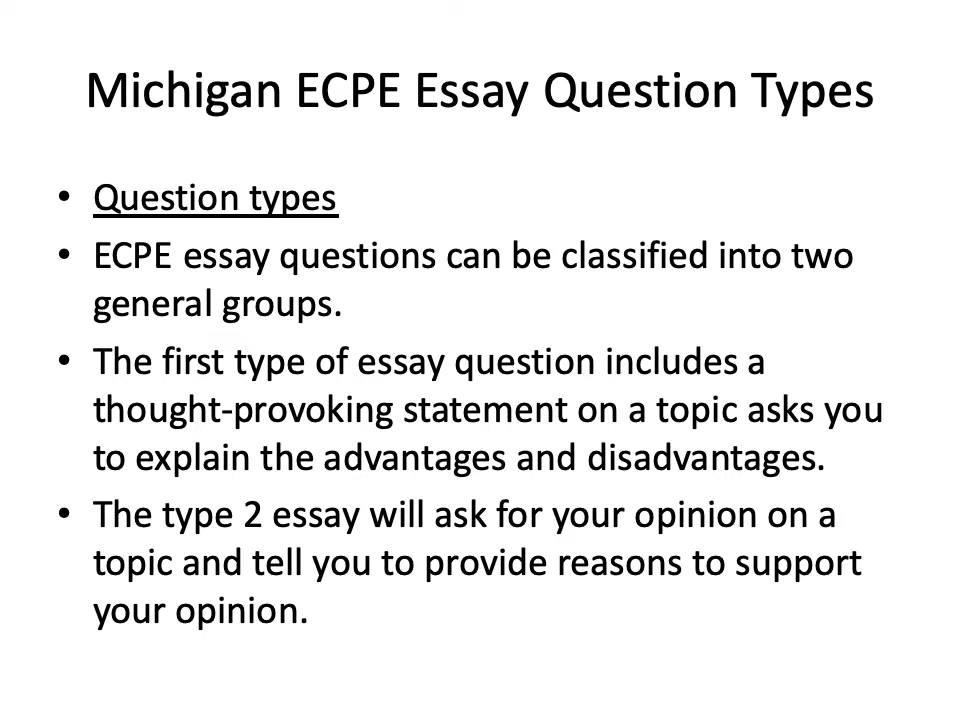 Michigan ECPE Essay Question Types
• Question types
• ECPE essay questions can be classified into two
general groups.
• The first type of essay question includes a
thought-provoking statement on a topic asks you
to explain the advantages and disadvantages.
• The type 2 essay will ask for your opinion on a
topic and tell you to provide reasons to support
your opinion.